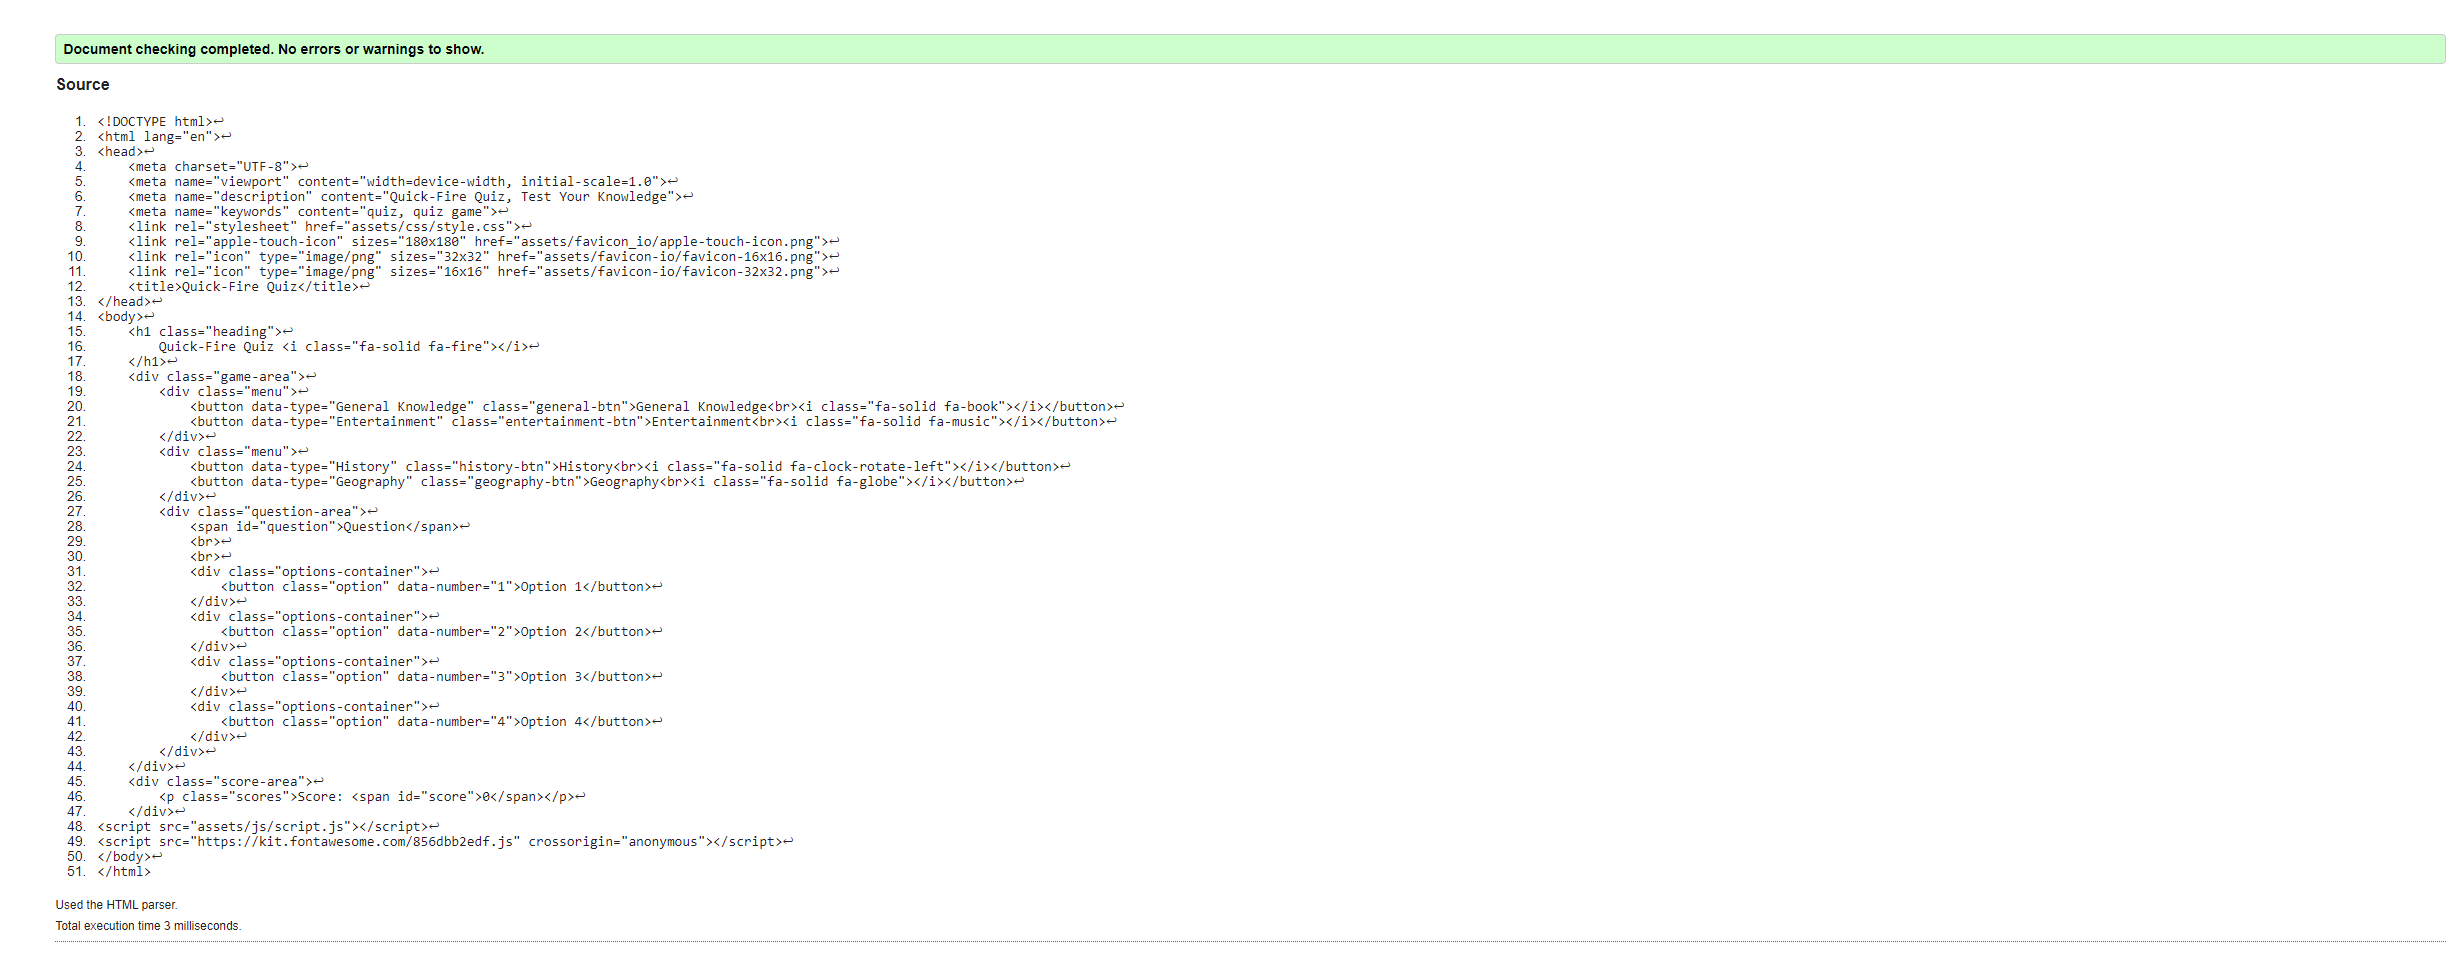 Document checking completed. No errors or warnings to show.
Source
1. <!DOCTYPE html>↩
2. <html lang="en">↩
3. <head>↩
4.     <meta charset="UTF-8">↩
5.     <meta name="viewport" content="width=device-width, initial-scale=1.0">↩
6.     <meta name="description" content="Quick-Fire Quiz, Test Your Knowledge">↩
7.     <meta name="keywords" content="quiz, quiz game">↩
8.     <link rel="stylesheet" href="assets/css/style.css">↩
9.     <link rel="apple-touch-icon" sizes="180x180" href="assets/favicon_io/apple-touch-icon.png">↩
10.     <link rel="icon" type="image/png" sizes="32x32" href="assets/favicon-io/favicon-16x16.png">↩
11.     <link rel="icon" type="image/png" sizes="16x16" href="assets/favicon-io/favicon-32x32.png">↩
12.     <title>Quick-Fire Quiz</title>↩
13. </head>↩
14. <body>↩
15.     <h1 class="heading">↩
16.         Quick-Fire Quiz <i class="fa-solid fa-fire"></i>↩
17.     </h1>↩
18.     <div class="game-area">↩
19.         <div class="menu">↩
20.             <button data-type="General Knowledge" class="general-btn">General Knowledge<br><i class="fa-solid fa-book"></i></button>↩
21.             <button data-type="Entertainment" class="entertainment-btn">Entertainment<br><i class="fa-solid fa-music"></i></button>↩
22.         </div>↩
23.         <div class="menu">↩
24.             <button data-type="History" class="history-btn">History<br><i class="fa-solid fa-clock-rotate-left"></i></button>↩
25.             <button data-type="Geography" class="geography-btn">Geography<br><i class="fa-solid fa-globe"></i></button>↩
26.         </div>↩
27.         <div class="question-area">↩
28.             <span id="question">Question</span>↩
29.             <br>↩
30.             <br>↩
31.             <div class="options-container">↩
32.                 <button class="option" data-number="1">Option 1</button>↩
33.             </div>↩
34.             <div class="options-container">↩
35.                 <button class="option" data-number="2">Option 2</button>↩
36.             </div>↩
37.             <div class="options-container">↩
38.                 <button class="option" data-number="3">Option 3</button>↩
39.             </div>↩
40.             <div class="options-container">↩
41.                 <button class="option" data-number="4">Option 4</button>↩
42.             </div>↩
43.         </div>↩
44.     </div>↩
45.     <div class="score-area">↩
46.         <p class="scores">Score: <span id="score">0</span></p>↩
47.     </div>↩
48. <script src="assets/js/script.js"></script>↩
49. <script src="https://kit.fontawesome.com/856dbb2edf.js" crossorigin="anonymous"></script>↩
50. </body>↩
51. </html>
Used the HTML parser.
Total execution time 3 milliseconds.